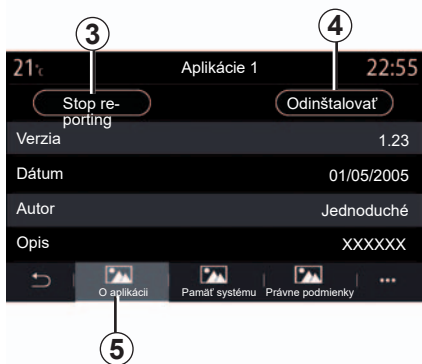 3
4
21°c Aplikácie 1 22:55
Stop re-
porting
Odinštalovať
Verzia 1.23
Dátum 01/05/2005
Autor Jednoduché
Opis XXXXXX
O aplikácii Pamäť systému Právne podmienky ...
5